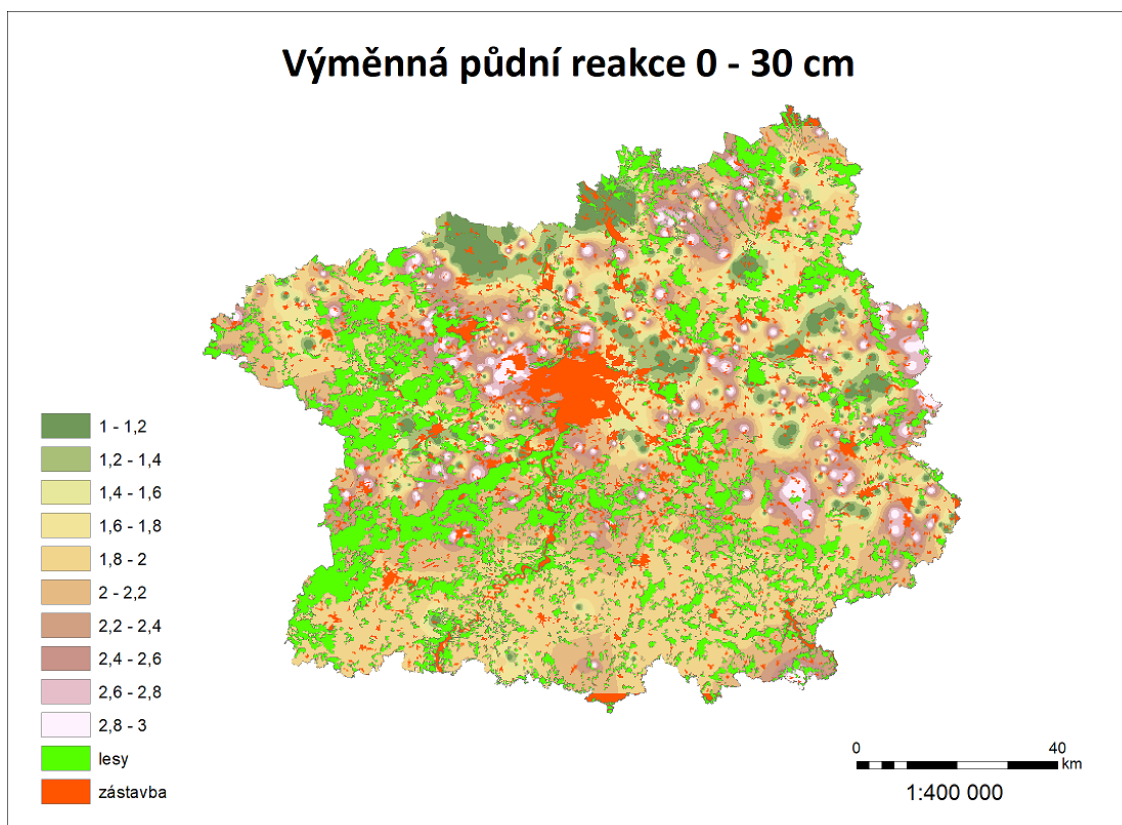 Výměnná půdní reakce 0 - 30 cm
1 - 1,2
1,2 - 1,4
1,4 - 1,6
1,6 - 1,8
1,8 - 2
2 - 2,2
2,2 - 2,4
2,4 - 2,6
2,6 - 2,8
2,8 - 3
lesy
zástavba
0 40
km
1:400 000